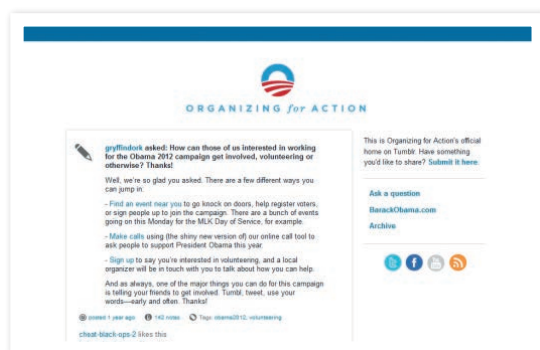 ORGANIZING for ACTION
gryffindork asked: How can those of us interested in working
for the Obama 2012 campaign get involved, volunteering or
otherwise? Thanks!
Well, we're so glad you asked. There are a few different ways you
can jump in:
- Find an event near you to go knock on doors, help register voters,
or sign people up to join the campaign. There are a bunch of events
going on this Monday for the MLK Day of Service, for example.
- Make calls using (the shiny new version of) our online call tool to
ask people to support President Obama this year.
- Sign up to say you're interested in volunteering, and a local
organizer will be in touch with you to talk about how you can help.
And as always, one of the major things you can do for this campaign
is telling your friends to get involved. Tumbl, tweet, use your
words—early and often. Thanks!
posted 1 year ago 142 notes Tags: obama2012, volunteering
cheat-black-ops-2 likes this
This is Organizing for Action's official
home on Tumblr. Have something
you'd like to share? Submit it here.
Ask a question
BarackObama.com
Archive